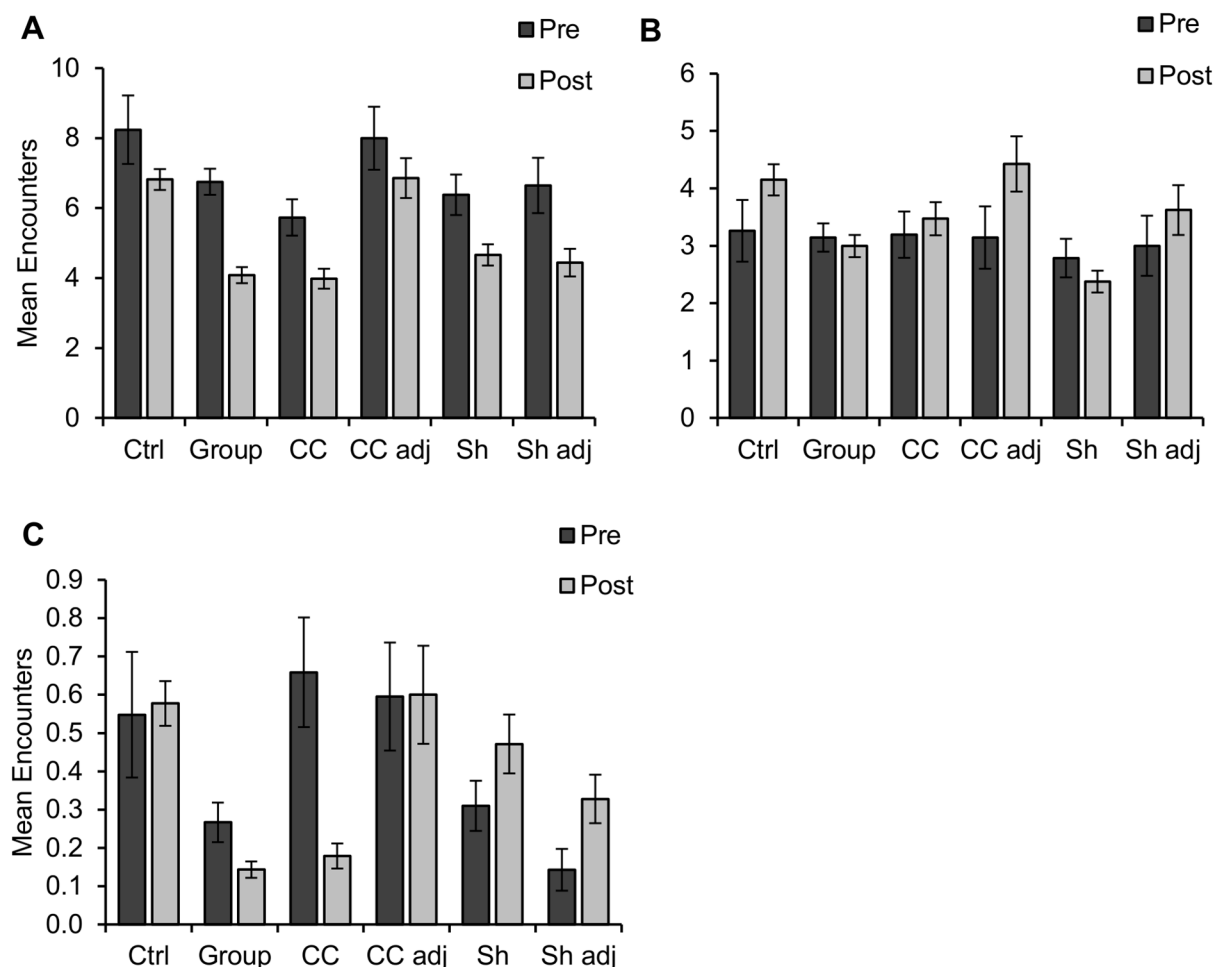 A
Pre
Post
10
8
6
4
2
0
Mean Encounters
Ctrl Group CC CC adj Sh Sh adj
B
Pre
Post
6
5
4
3
2
1
0
Ctrl Group CC CC adj Sh Sh adj
C
Pre
Post
0.9
0.8
0.7
0.6
0.5
0.4
0.3
0.2
0.1
0.0
Mean Encounters
Ctrl Group CC CC adj Sh Sh adj